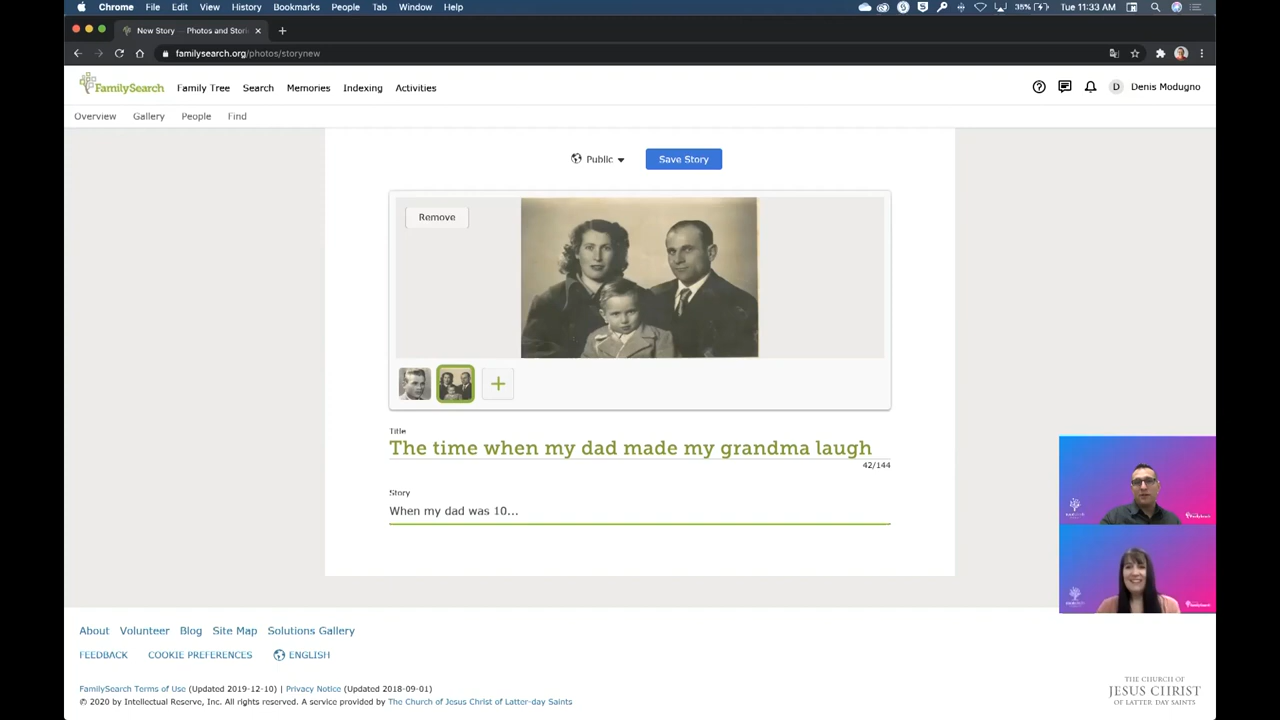 Chrome File Edit View History Bookmarks People Tab Window Help 35% Tue 11:33 AM
New Story — Photos and Stori
familysearch.org/photos/storynew
FamilySearch Family Tree Search Memories Indexing Activities D Denis Modugno
Overview Gallery People Find
Public Save Story
Remove
Title
The time when my dad made my grandma laugh
42/144
Story
When my dad was 10...
About Volunteer Blog Site Map Solutions Gallery
FEEDBACK COOKIE PREFERENCES ENGLISH
FamilySearch Terms of Use (Updated 2019-12-10) | Privacy Notice (Updated 2018-09-01)
© 2020 by Intellectual Reserve, Inc. All rights reserved. A service provided by The Church of Jesus Christ of Latter-day Saints
THE CHURCH OF
JESUS CHRIST
OF LATTER-DAY SAINTS